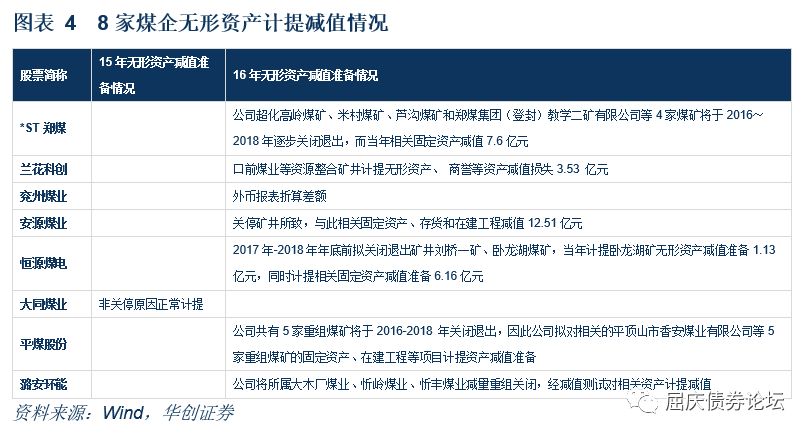 图表 4 8 家煤企无形资产计提减值情况
股票简称
15 年无形资产减值准
备情况
16 年无形资产减值准备情况
*ST 郑煤
公司超化高岭煤矿、米村煤矿、芦沟煤矿和郑煤集团（登封）教学二矿有限公司等 4 家煤矿将于 2016～
2018 年逐步关闭退出，而当年相关固定资产减值 7.6 亿元
兰花科创
口前煤业等资源整合矿井计提无形资产、 商誉等资产减值损失 3.53 亿元
兖州煤业
外币报表折算差额
安源煤业
关停矿井所致，与此相关固定资产、存货和在建工程减值 12.51 亿元
恒源煤电
2017 年-2018 年年底前拟关闭退出矿井刘桥一矿、卧龙湖煤矿，当年计提卧龙湖矿无形资产减值准备 1.13
亿元，同时计提相关固定资产减值准备 6.16 亿元
大同煤业
非关停原因正常计提
平煤股份
公司共有 5 家重组煤矿将于 2016-2018 年关闭退出，因此公司拟对相关的平顶山市香安煤业有限公司等 5
家重组煤矿的固定资产、在建工程等项目计提资产减值准备
潞安环能
公司将所属大木厂煤业、忻岭煤业、忻丰煤业减量重组关闭，经减值测试对相关资产计提减值
资料来源：Wind，华创证券
屈庆债券论坛